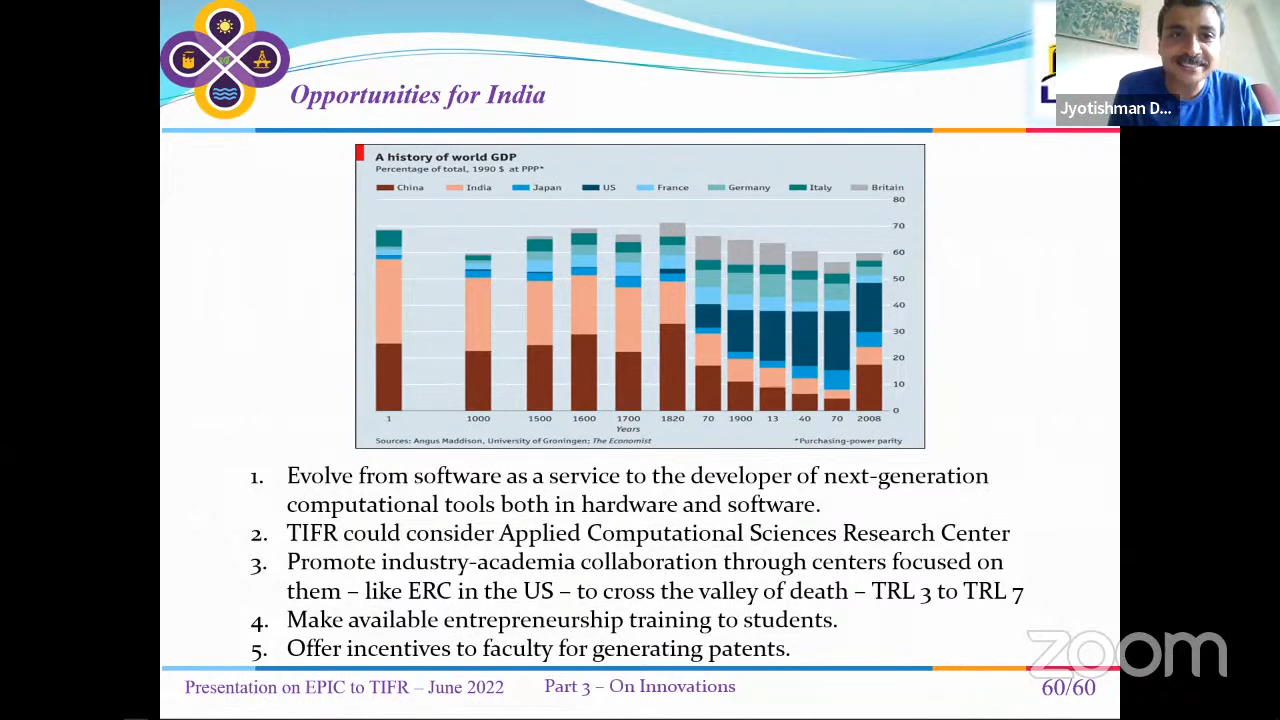 Opportunities for India
Jyotishman D...
A history of world GDP
Percentage of total, 1990 $ at PPP*
China India Japan US France Germany Italy Britain
80
70
60
50
40
30
20
10
0
1 1000 1500 1600 1700 1820 70 1900 13 40 70 2008
Years
Sources: Angus Maddison, University of Groningen; The Economist *Purchasing-power parity
1. Evolve from software as a service to the developer of next-generation
computational tools both in hardware and software.
2. TIFR could consider Applied Computational Sciences Research Center
3. Promote industry-academia collaboration through centers focused on
them – like ERC in the US – to cross the valley of death – TRL 3 to TRL 7
4. Make available entrepreneurship training to students.
5. Offer incentives to faculty for generating patents.
zoom
Presentation on EPIC to TIFR – June 2022 Part 3 – On Innovations 60/60